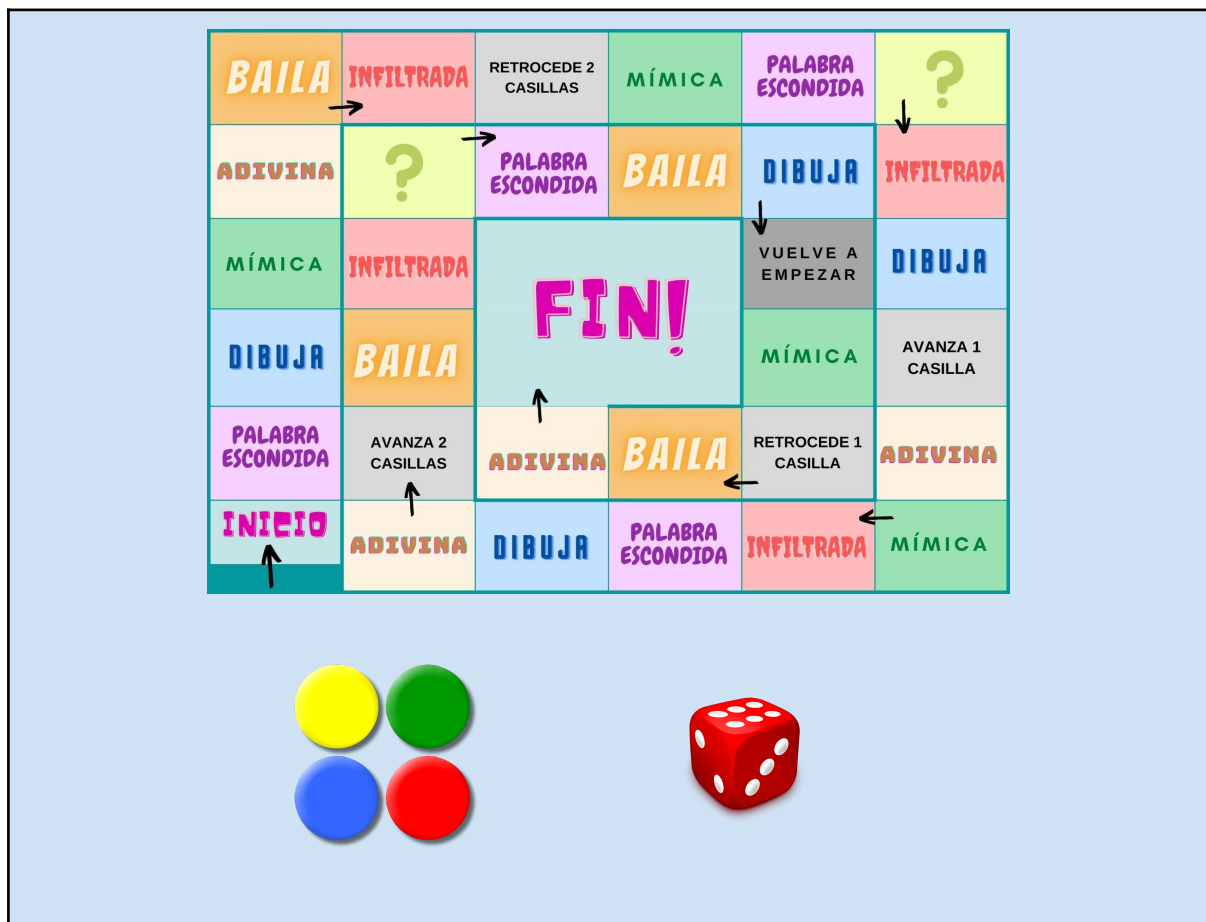 BAILA
INFILTRADA
RETROCEDE 2
CASILLAS
MÍMICA
PALABRA
ESCONDIDA
?
ADIVINA
?
PALABRA
ESCONDIDA
BAILA
DIBUJA
INFILTRADA
MÍMICA
INFILTRADA
FIN!
VUELVE A
EMPEZAR
DIBUJA
DIBUJA
BAILA
MÍMICA
AVANZA 1
CASILLA
PALABRA
ESCONDIDA
AVANZA 2
CASILLAS
ADIVINA
BAILA
RETROCEDE 1
CASILLA
ADIVINA
INICIO
ADIVINA
DIBUJA
PALABRA
ESCONDIDA
INFILTRADA
MÍMICA